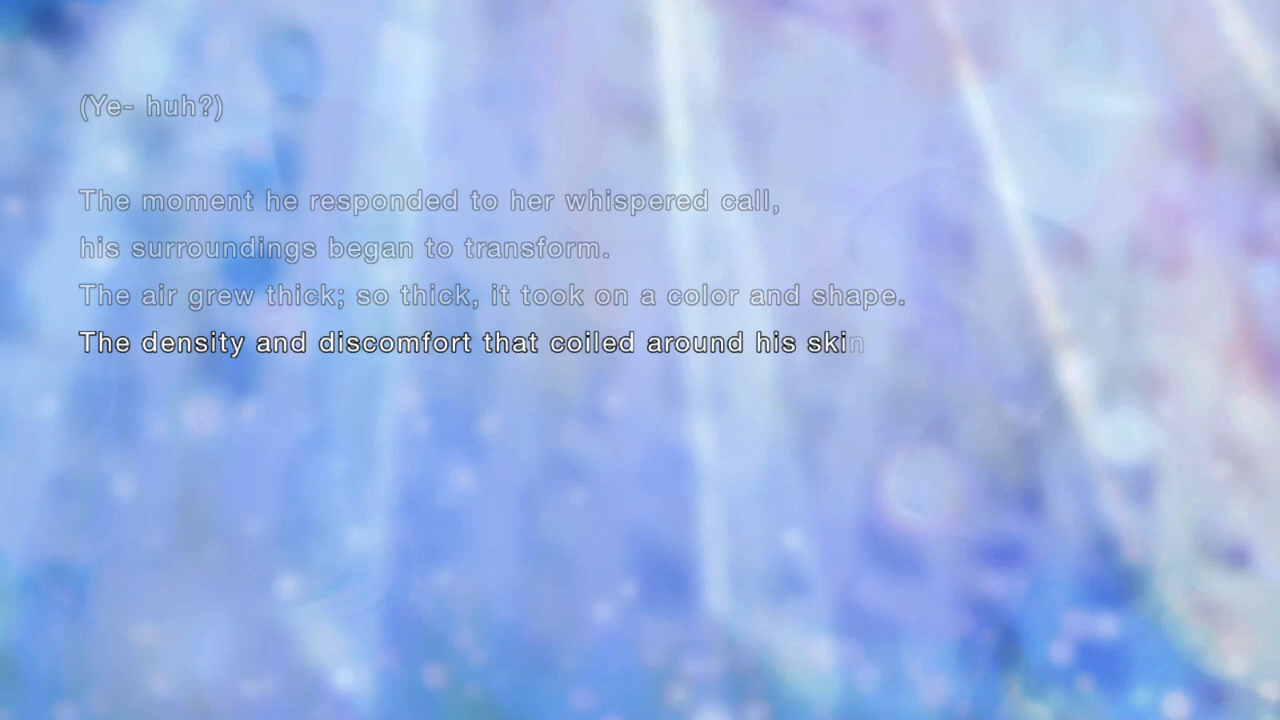 (Ye- huh?)
The moment he responded to her whispered call,
his surroundings began to transform.
The air grew thick; so thick, it took on a color and shape.
The density and discomfort that coiled around his skin